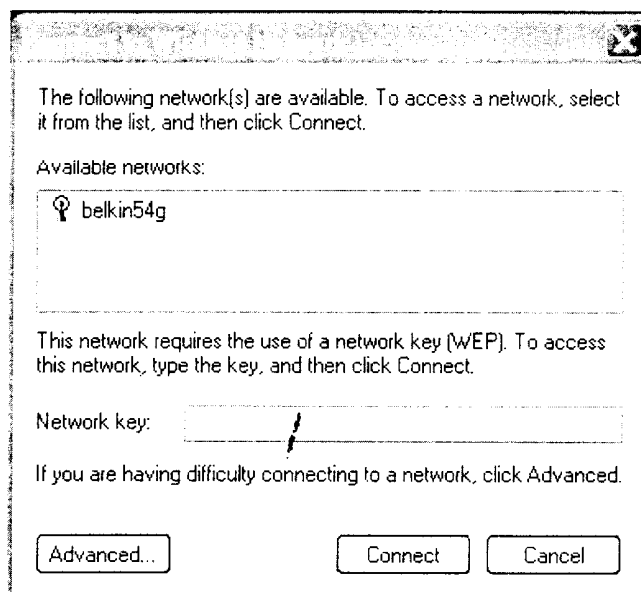 The following network(s) are available. To access a network, select
it from the list, and then click Connect.
Available networks:
belkin54g
This network requires the use of a network key (WEP). To access
this network, type the key, and then click Connect.
Network key:
If you are having difficulty connecting to a network, click Advanced.
Advanced... Connect Cancel